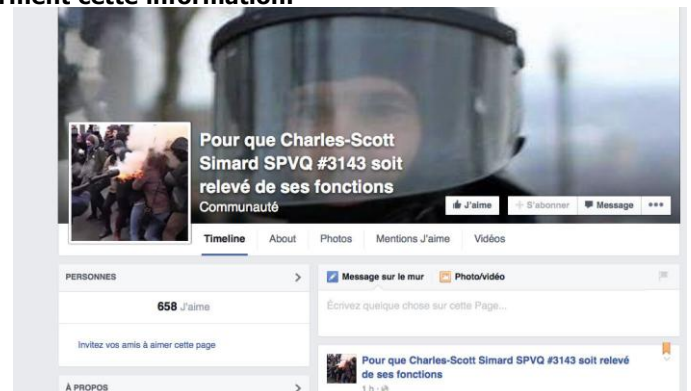 cette information.
Pour que Charles-Scott
Simard SPVQ #3143 soit
relevé de ses fonctions
Communauté
J'aime
S'abonner
Message
Timeline About Photos Mentions J'aime Vidéos
PERSONNES
658 J'aime
Invitez vos amis à aimer cette page
À PROPOS
Message sur le mur Photo/vidéo
Écrivez quelque chose sur cette Page...
Pour que Charles-Scott Simard SPVQ #3143 soit relevé
de ses fonctions
1 h ·